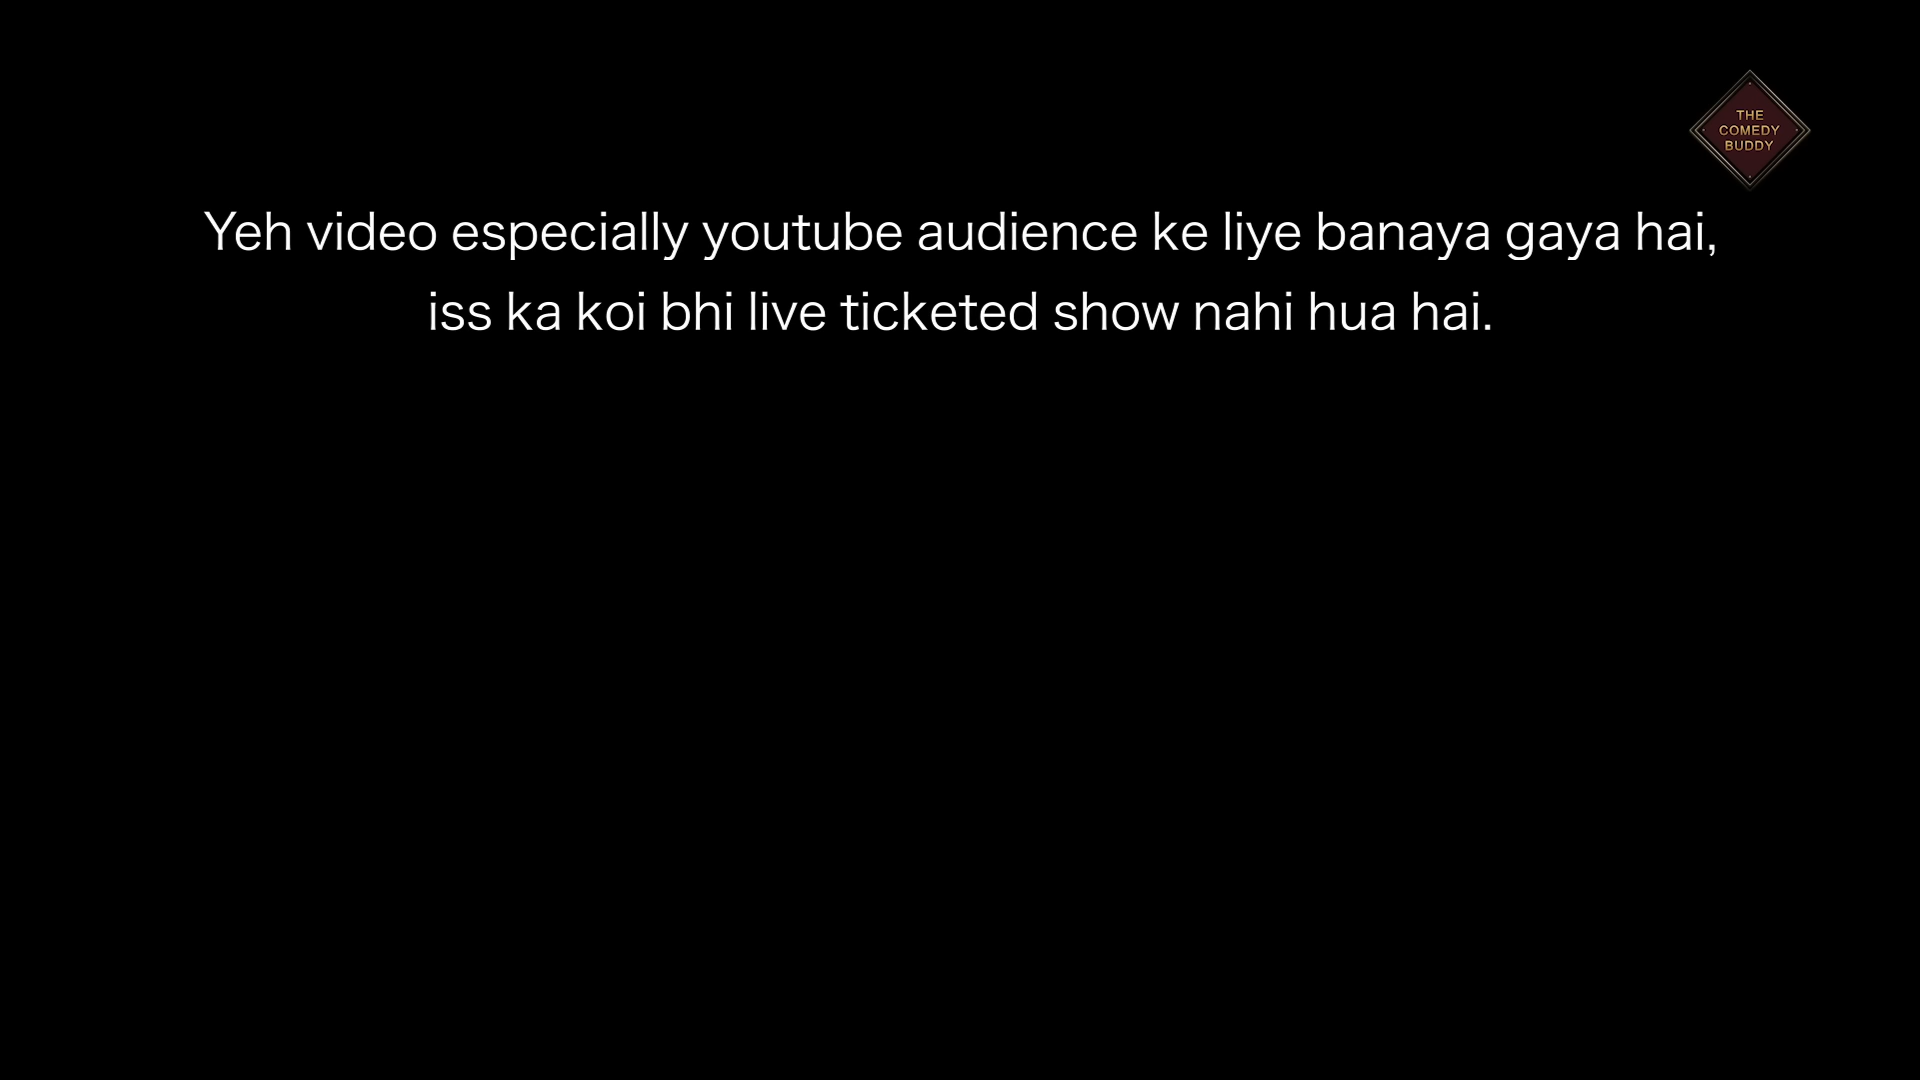 THE
COMEDY
BUDDY
Yeh video especially youtube audience ke liye banaya gaya hai,
iss ka koi bhi live ticketed show nahi hua hai.